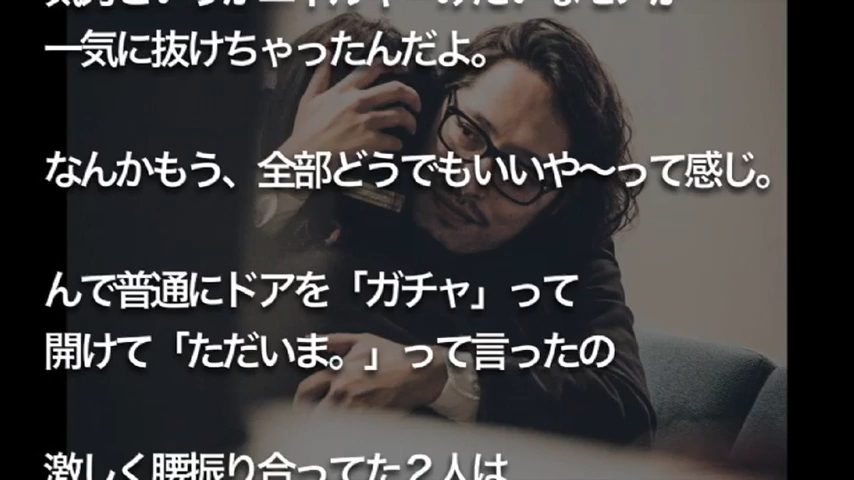 一気に抜けちゃったんだよ。
なんかもう、全部どうでもいいや〜って感じ。
んで普通にドアを「ガチャ」って
開けて「ただいま。」って言ったの
激しく腰振り合ってた２人は